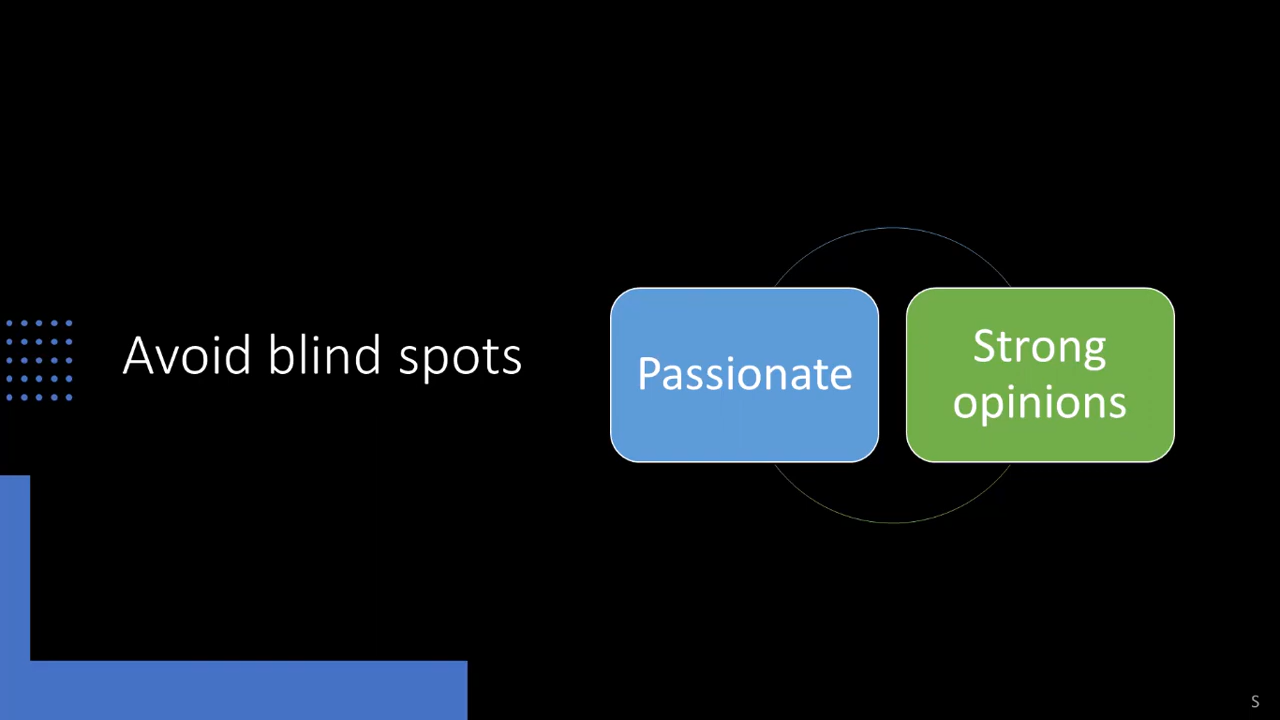 Avoid blind spots
Passionate
Strong
opinions
S